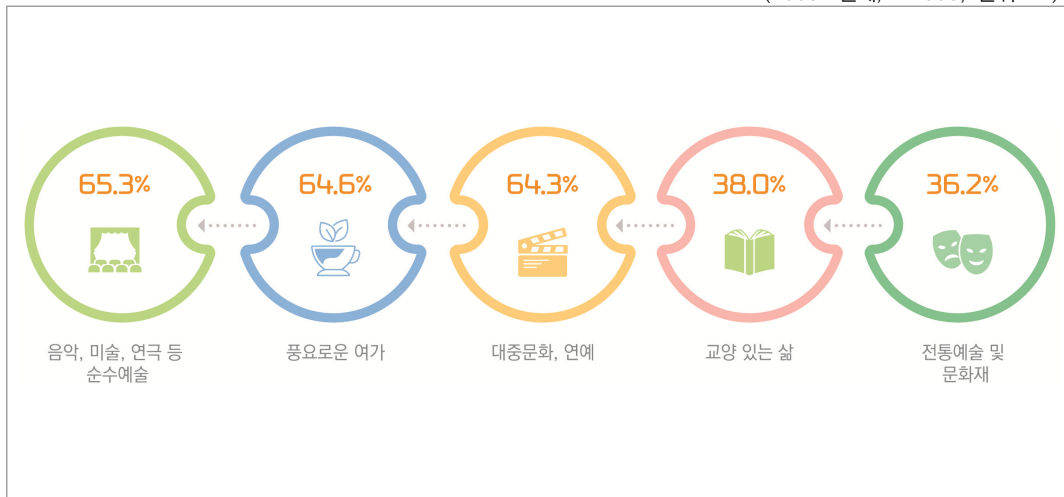 65.3%
64.6%
64.3%
38.0%
36.2%
음악, 미술, 연극 등
순수예술
풍요로운 여가
대중문화, 연예
교양 있는 삶
전통예술 및
문화재